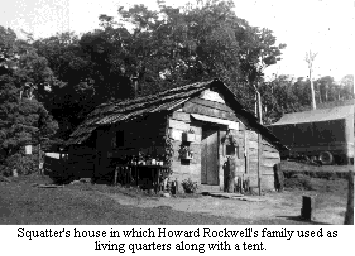 Squatter's house in which Howard Rockwell's family used as
living quarters along with a tent.